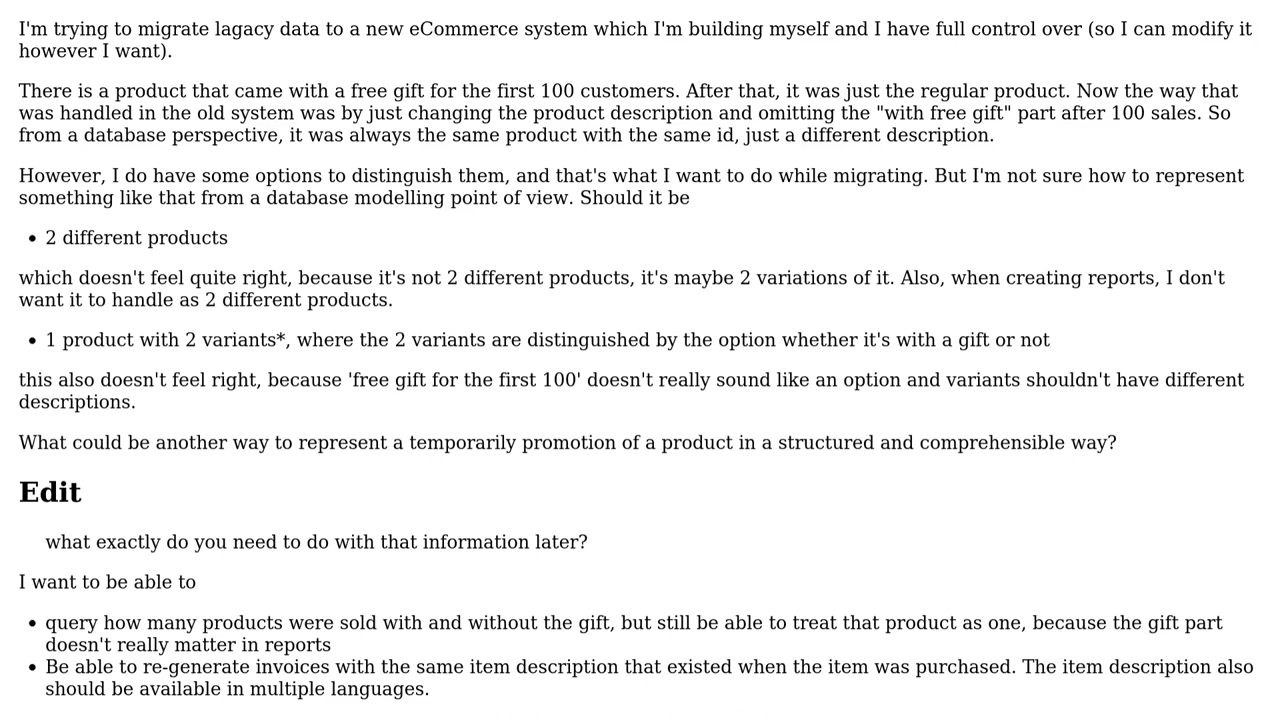 I'm trying to migrate lagacy data to a new eCommerce system which I'm building myself and I have full control over (so I can modify it
however I want).
There is a product that came with a free gift for the first 100 customers. After that, it was just the regular product. Now the way that
was handled in the old system was by just changing the product description and omitting the "with free gift" part after 100 sales. So
from a database perspective, it was always the same product with the same id, just a different description.
However, I do have some options to distinguish them, and that's what I want to do while migrating. But I'm not sure how to represent
something like that from a database modelling point of view. Should it be
• 2 different products
which doesn't feel quite right, because it's not 2 different products, it's maybe 2 variations of it. Also, when creating reports, I don't
want it to handle as 2 different products.
• 1 product with 2 variants*, where the 2 variants are distinguished by the option whether it's with a gift or not
this also doesn't feel right, because 'free gift for the first 100' doesn't really sound like an option and variants shouldn't have different
descriptions.
What could be another way to represent a temporarily promotion of a product in a structured and comprehensible way?
Edit
what exactly do you need to do with that information later?
I want to be able to
• query how many products were sold with and without the gift, but still be able to treat that product as one, because the gift part
doesn't really matter in reports
• Be able to re-generate invoices with the same item description that existed when the item was purchased. The item description also
should be available in multiple languages.